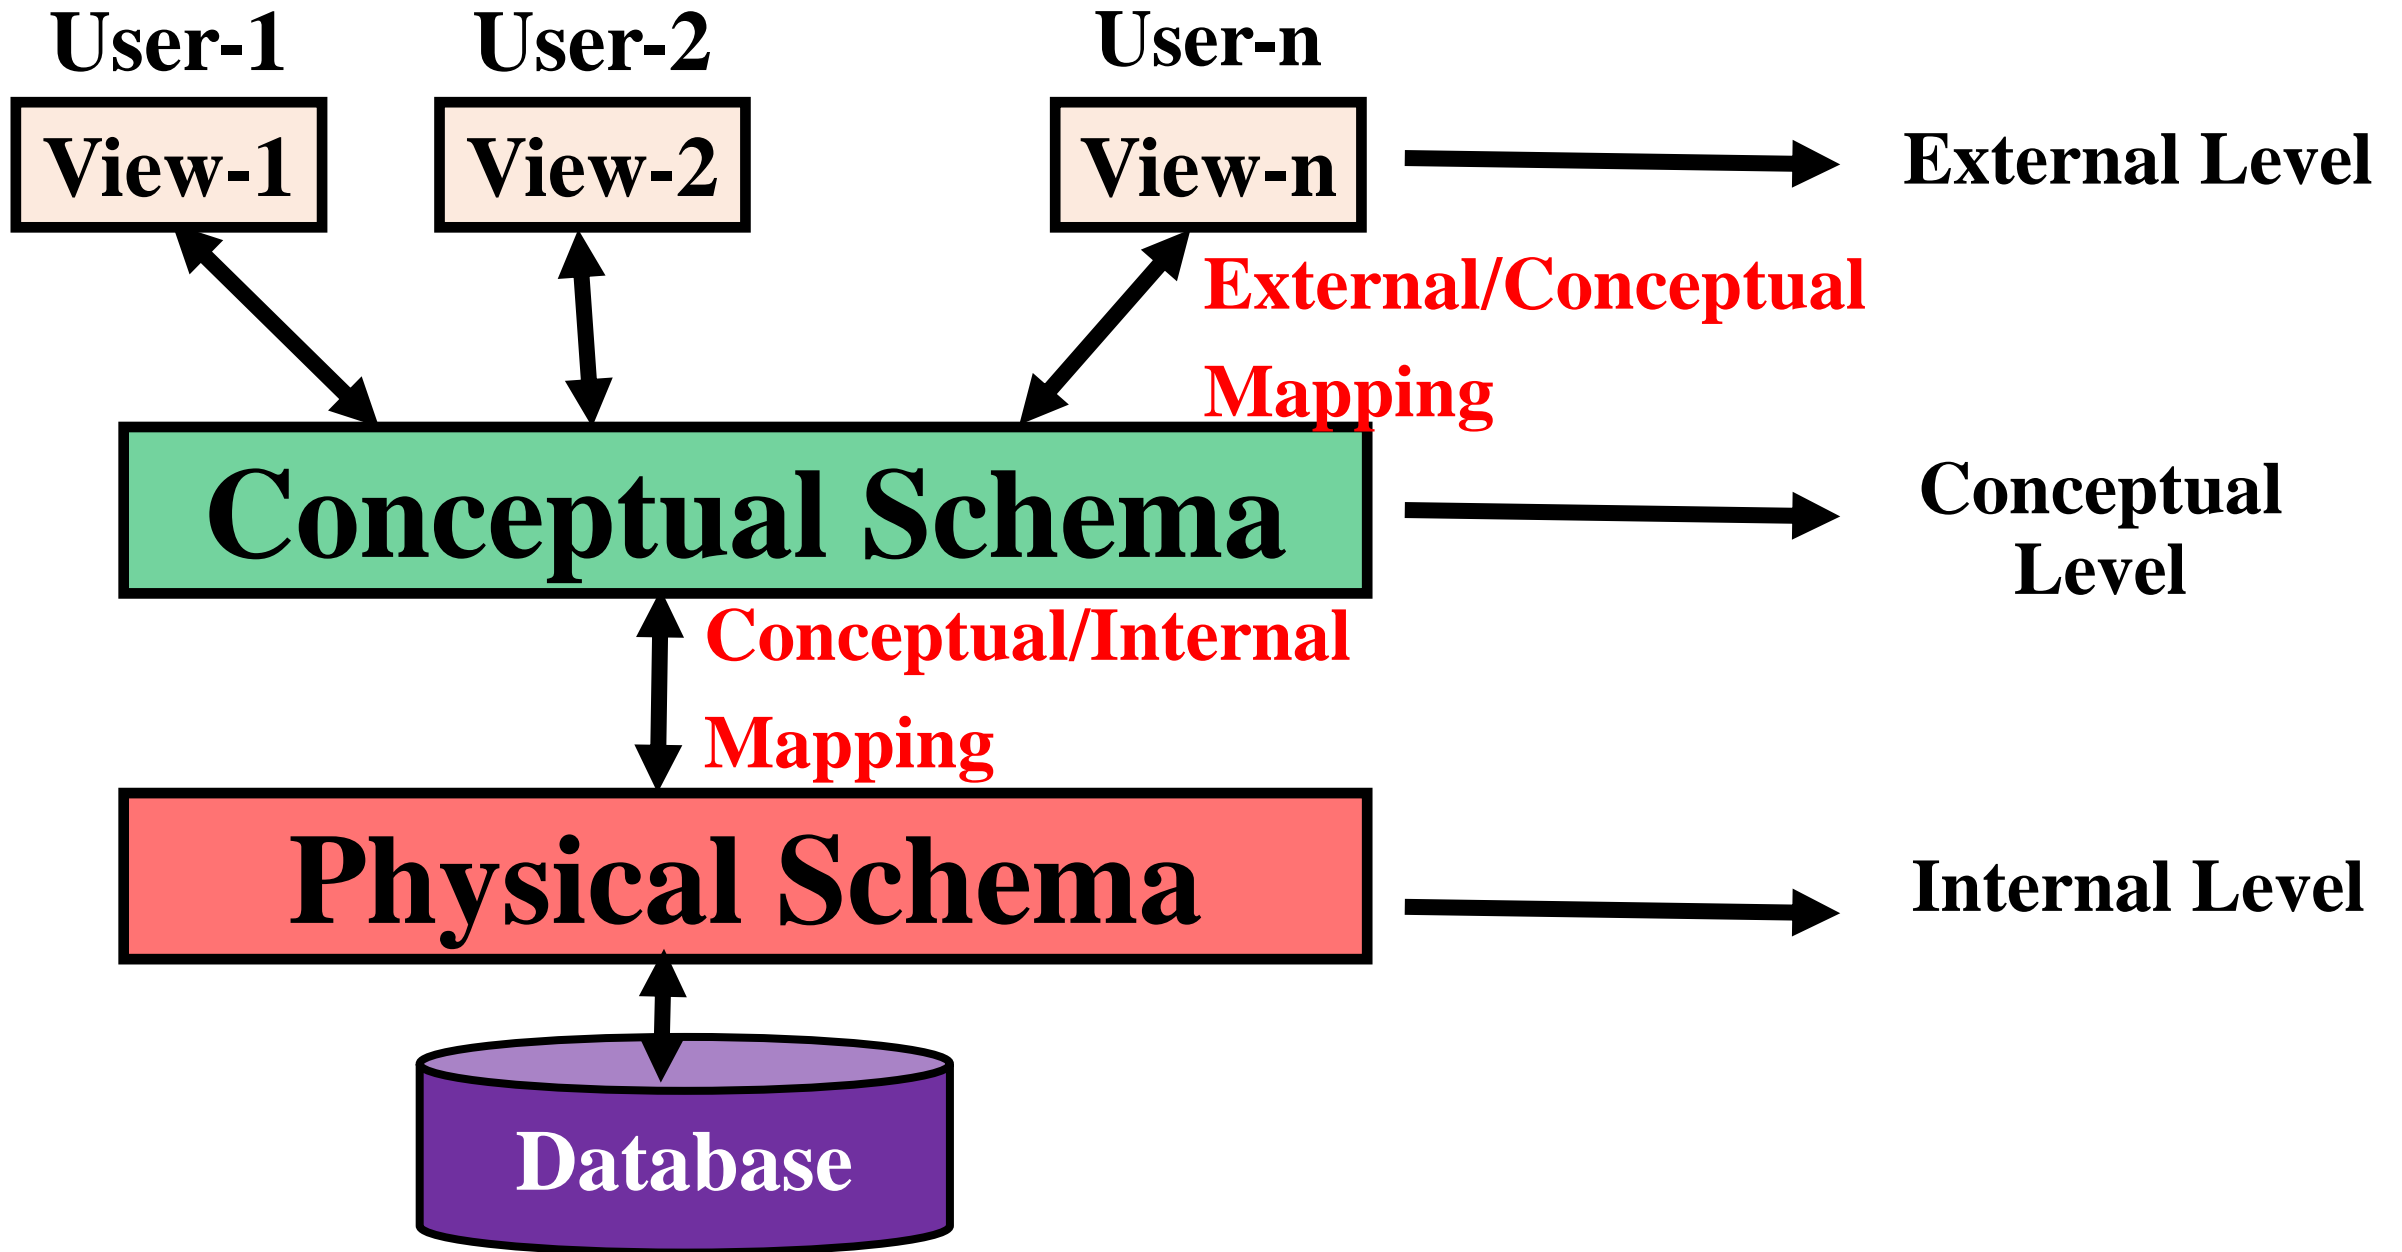 User-1
User-2
User-n
View-1
View-2
View-n
External Level
External/Conceptual
Mapping
Conceptual Schema
Conceptual
Level
Conceptual/Internal
Mapping
Physical Schema
Internal Level
Database